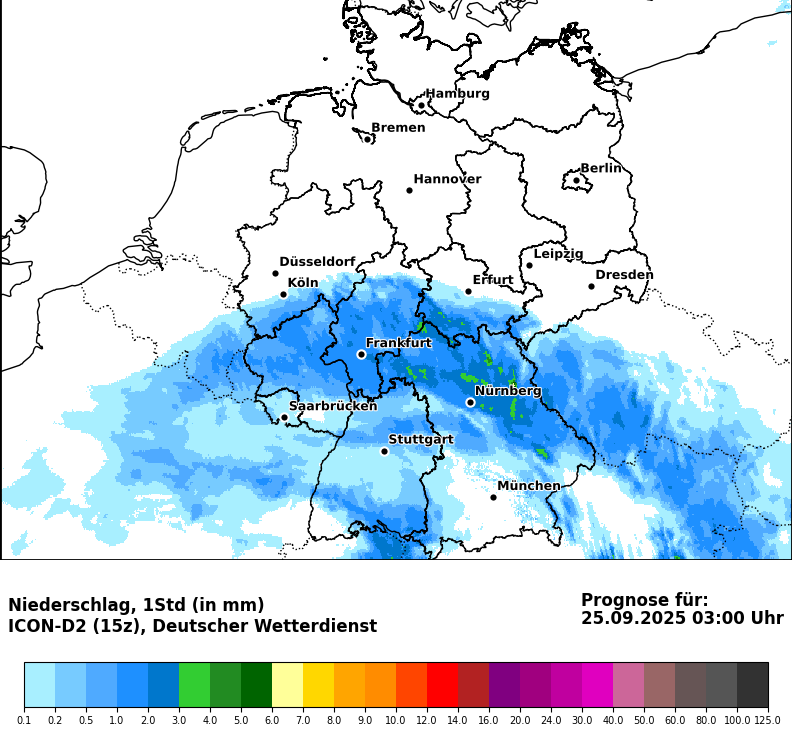 Hamburg
Bremen
Berlin
Hannover
Leipzig
Düsseldorf
Dresden
Erfurt
Köln
Frankfurt
Nürnberg
Saarbrücken
Stuttgart
München
Niederschlag, 1Std (in mm)
ICON-D2 (15z), Deutscher Wetterdienst
Prognose für:
25.09.2025 03:00 Uhr
0.1 0.2 0.5 1.0 2.0 3.0 4.0 5.0 6.0 7.0 8.0 9.0 10.0 12.0 14.0 16.0 20.0 24.0 30.0 40.0 50.0 60.0 80.0 100.0 125.0